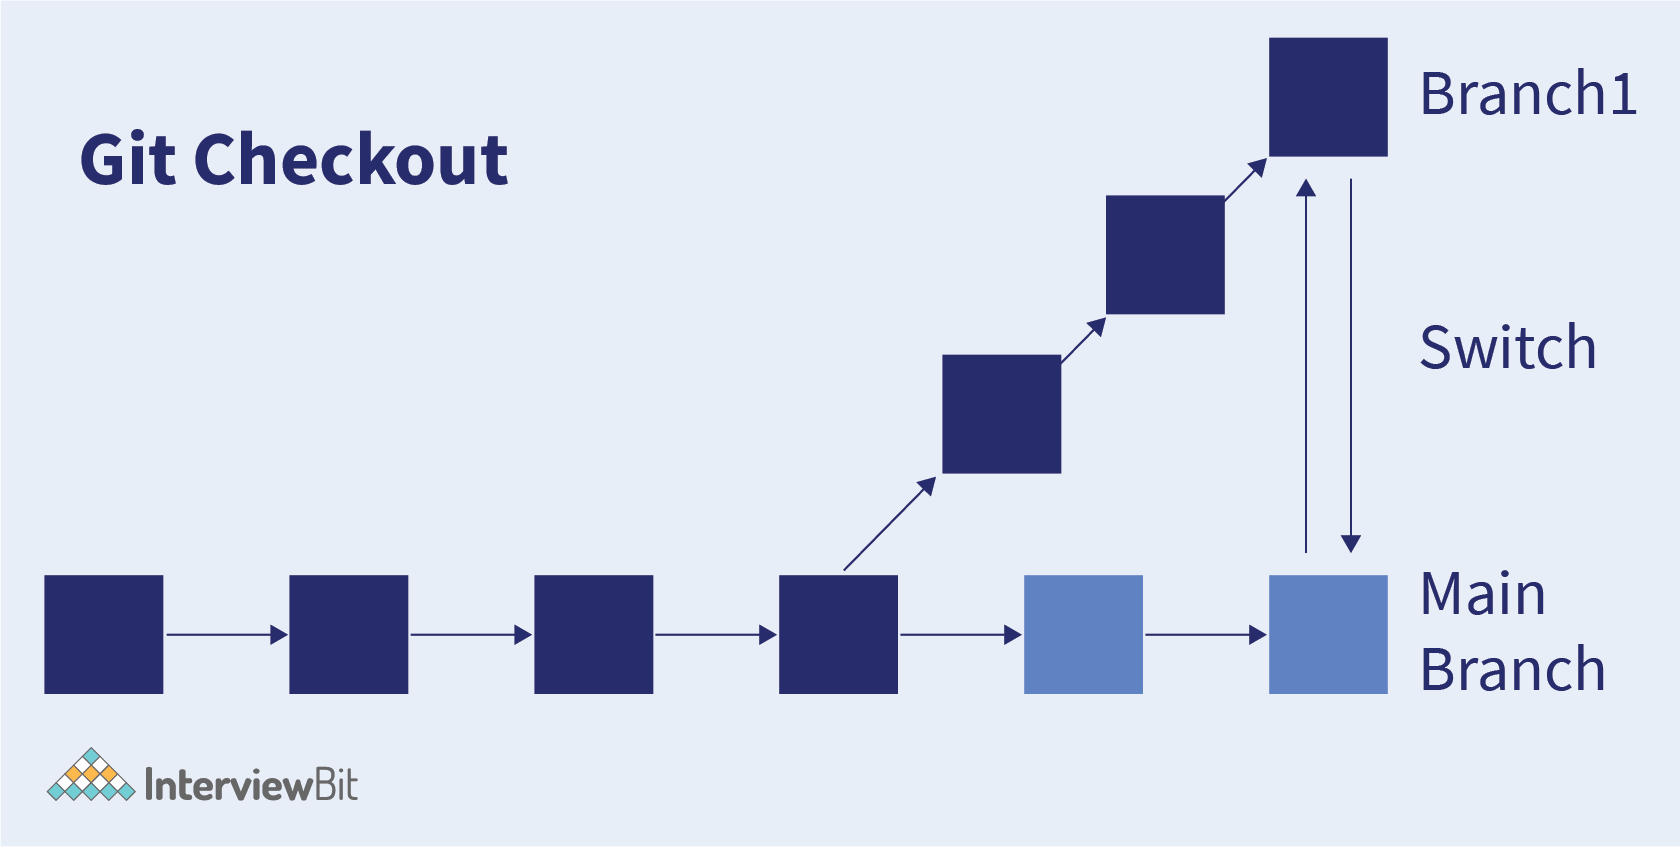 Git Checkout
Branch1
Switch
Main
Branch
InterviewBit